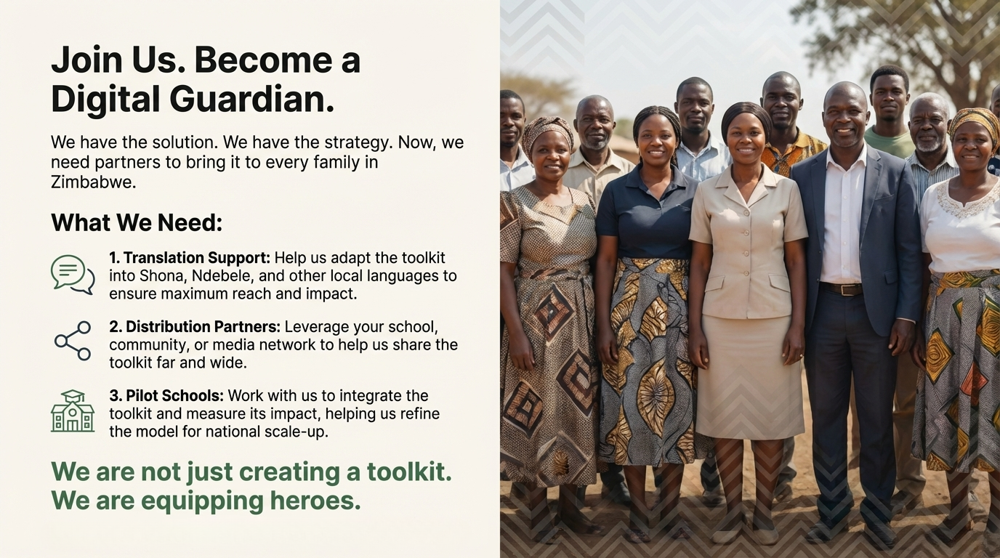 Join Us. Become a
Digital Guardian.
We have the solution. We have the strategy. Now, we
need partners to bring it to every family in
Zimbabwe.
What We Need:
1. Translation Support: Help us adapt the toolkit
into Shona, Ndebele, and other local languages to
ensure maximum reach and impact.
2. Distribution Partners: Leverage your school,
community, or media network to help us share the
toolkit far and wide.
3. Pilot Schools: Work with us to integrate the
toolkit and measure its impact, helping us refine
the model for national scale-up.
We are not just creating a toolkit.
We are equipping heroes.